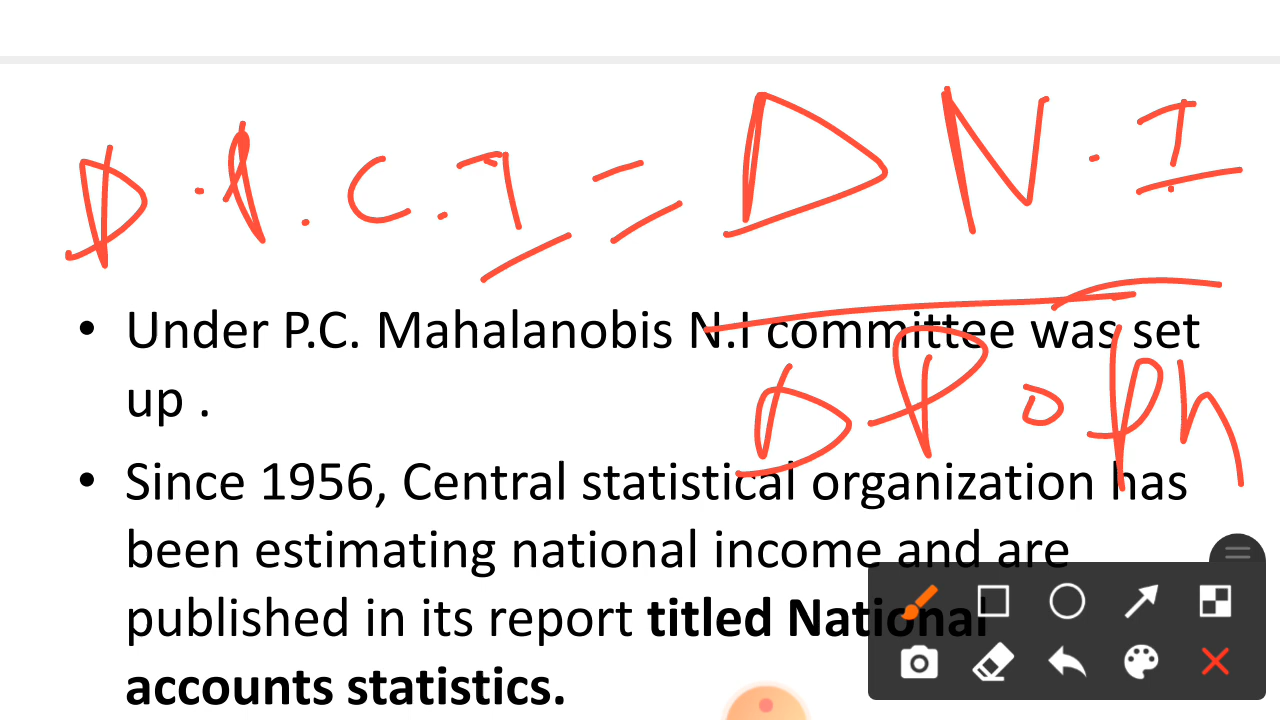 D.P.C.I = D N.I
• Under P.C. Mahalanobis N.I committee was set
up .
D Poph
• Since 1956, Central statistical organization has
been estimating national income and are
published in its report titled National
accounts statistics.